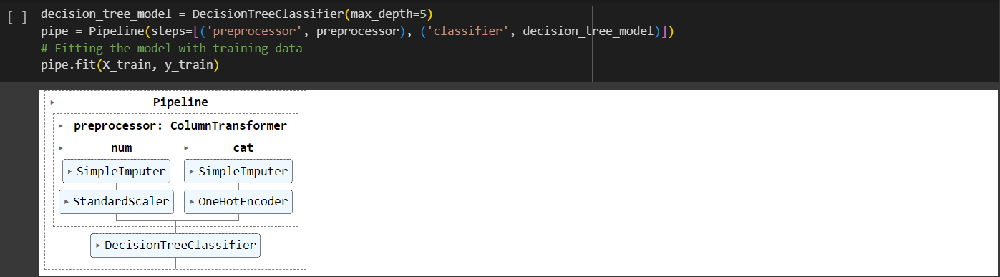 [ ] decision_tree_model = DecisionTreeClassifier(max_depth=5)
pipe = Pipeline(steps=[('preprocessor', preprocessor), ('classifier', decision_tree_model)])
# Fitting the model with training data
pipe.fit(X_train, y_train)
Pipeline
preprocessor: ColumnTransformer
num cat
SimpleImputer SimpleImputer
StandardScaler OneHotEncoder
DecisionTreeClassifier